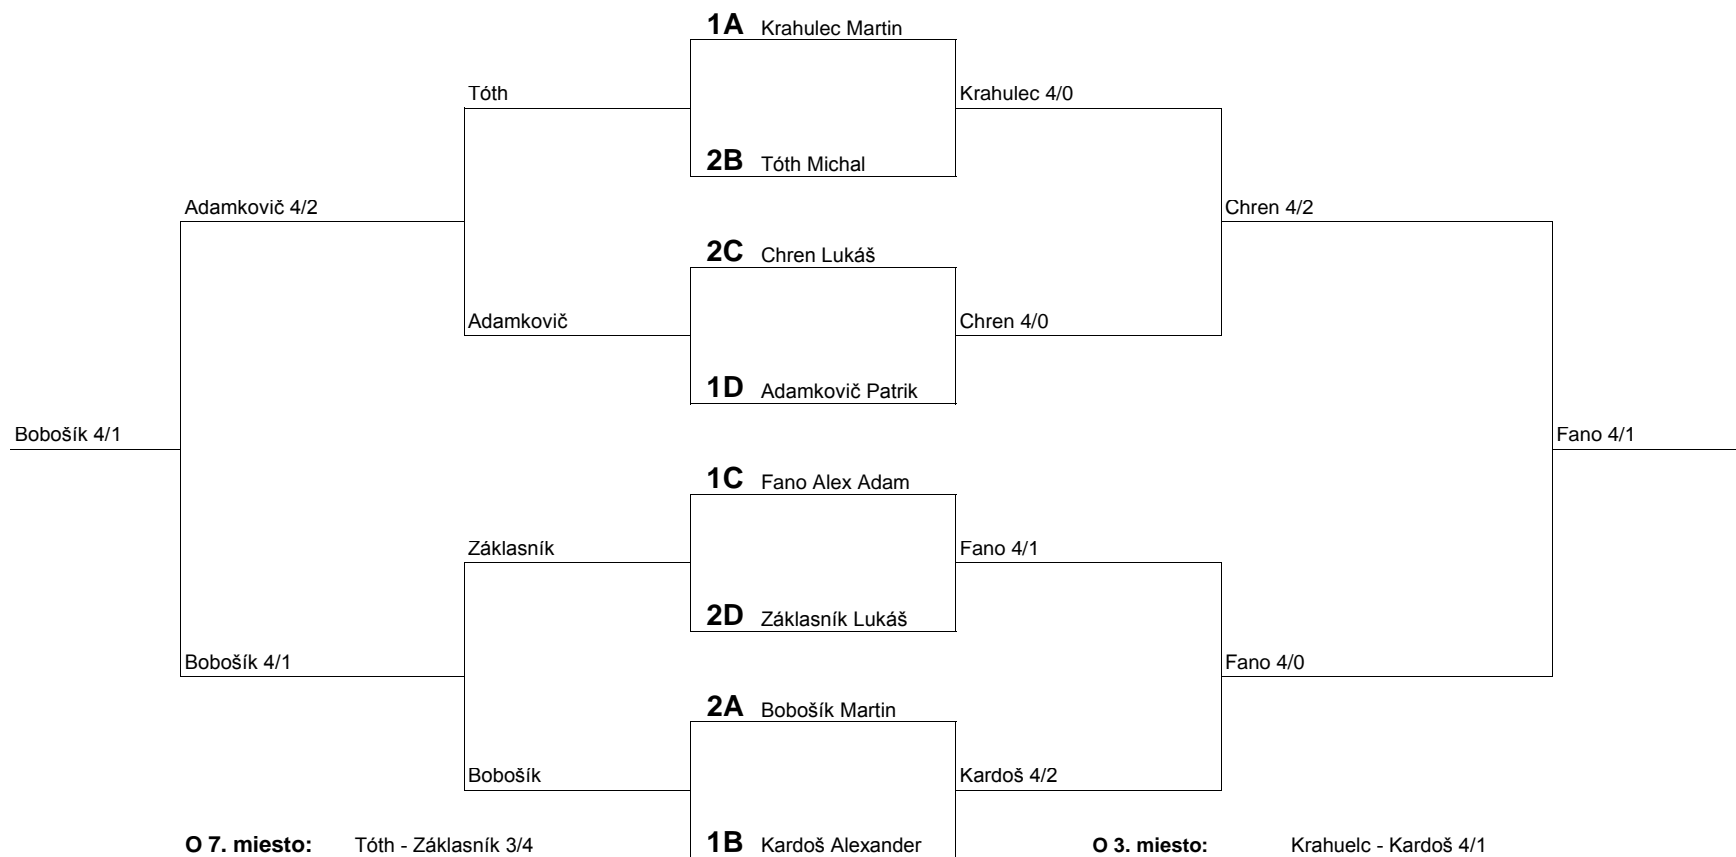 1A Krahulec Martin
Tóth
Krahulec 4/0
2B Tóth Michal
Adamkovič 4/2
Chren 4/2
2C Chren Lukáš
Adamkovič
Chren 4/0
1D Adamkovič Patrik
Bobošík 4/1
Fano 4/1
1C Fano Alex Adam
Záklasník
Fano 4/1
2D Záklasník Lukáš
Bobošík 4/1
Fano 4/0
2A Bobošík Martin
Bobošík
Kardoš 4/2
O 7. miesto: Tóth - Záklasník 3/4
1B Kardoš Alexander
O 3. miesto: Krahuelc - Kardoš 4/1